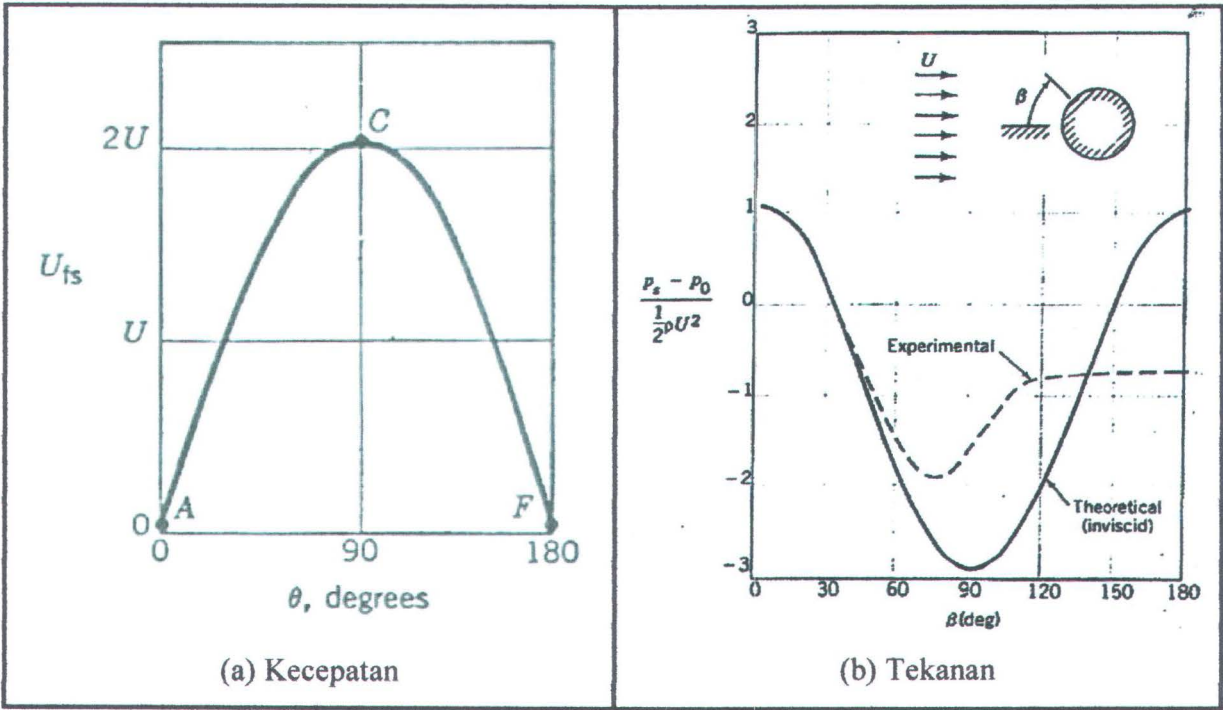 2U
C
U_fs
U
0
A
F
0
90
180
θ, degrees
(a) Kecepatan
3
2
1
0
-1
-2
-3
U
β
p_s - p_0
½ρU²
Experimental
Theoretical
(inviscid)
0
30
60
90
120
150
180
β(deg)
(b) Tekanan